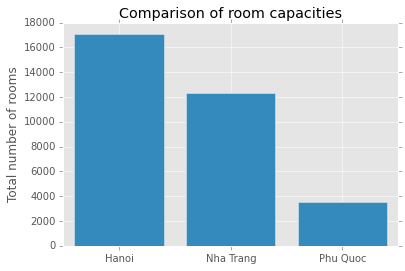 Comparison of room capacities
Total number of rooms
18000
16000
14000
12000
10000
8000
6000
4000
2000
0
Hanoi
Nha Trang
Phu Quoc